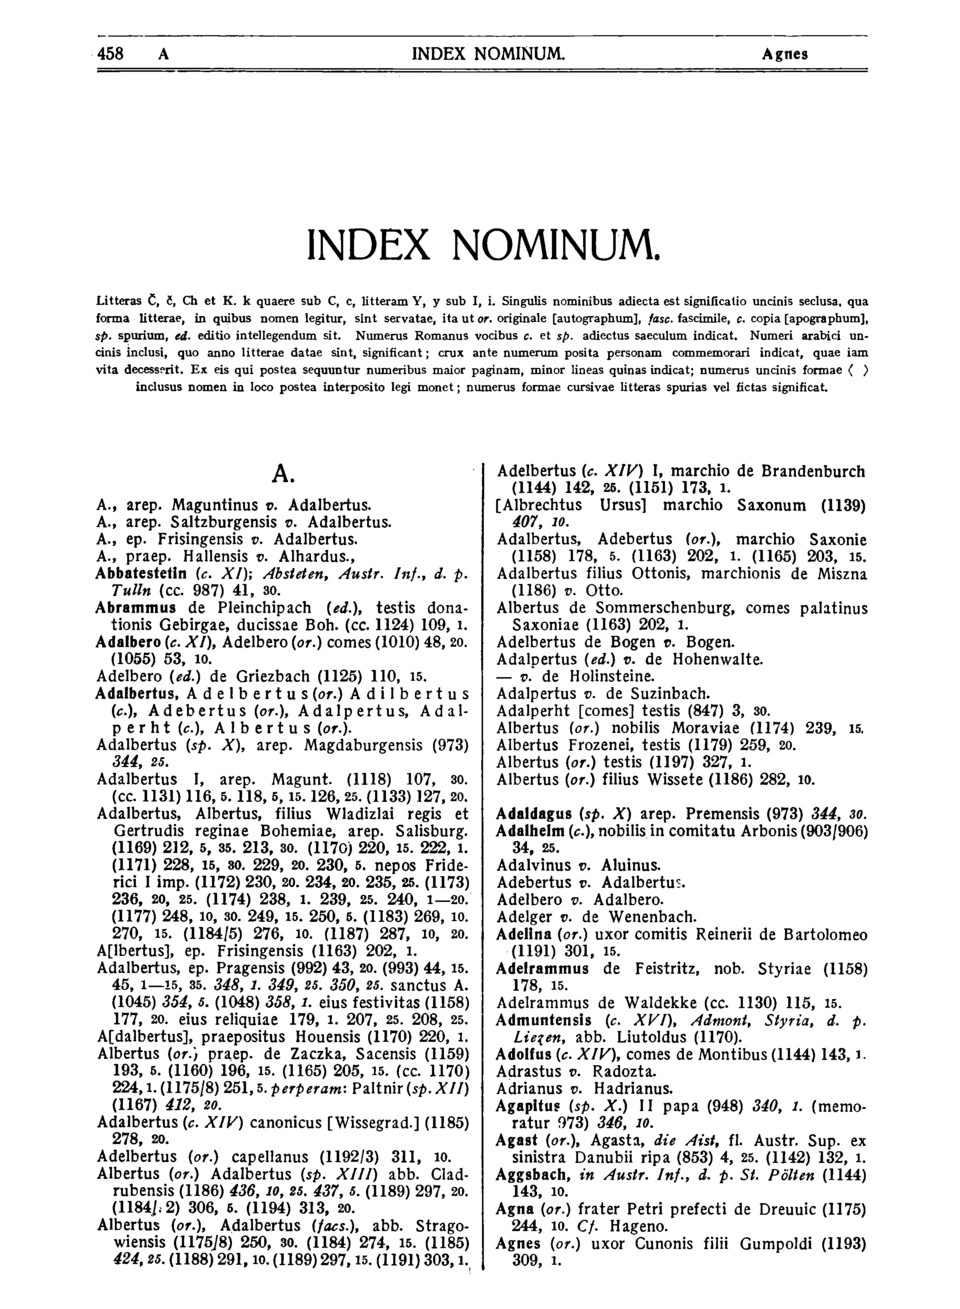 458 A INDEX NOMINUM. Agnes
INDEX NOMINUM.
Litteras Č, č, Ch et K. k quaere sub C, c, litteram Y, y sub I, i. Singulis nominibus adiecta est significatio uncinis seclusa, qua
forma litterae, in quibus nomen legitur, sint servatae, ita ut or. originale [autographum], fasc. fascimile, c. copia [apographum],
sp. spurium, ed. editio intellegendum sit. Numerus Romanus vocibus c. et sp. adiectus saeculum indicat. Numeri arabici un-
cinis inclusi, quo anno litterae datae sint, significant; crux ante numerum posita personam commemorari indicat, quae iam
vita decesserit. Ex eis qui postea sequuntur numeribus maior paginam, minor lineas quinas indicat; numerus uncinis formae ⟨ ⟩
inclusus nomen in loco postea interposito legi monet; numerus formae cursivae litteras spurias vel fictas significat.
A.
A., arep. Maguntinus v. Adalbertus.
A., arep. Saltzburgensis v. Adalbertus.
A., ep. Frisingensis v. Adalbertus.
A., praep. Hallensis v. Alhardus.,
Abbatestetin (c. XI); Absteten, Austr. Inf., d. p.
Tulln (cc. 987) 41, 30.
Abrammus de Pleinchipach (ed.), testis dona-
tionis Gebirgae, ducissae Boh. (cc. 1124) 109, 1.
Adalbero (c. XI), Adelbero (or.) comes (1010) 48, 20.
(1055) 53, 10.
Adelbero (ed.) de Griezbach (1125) 110, 15.
Adalbertus, Adelbertus (or.) Adilbertus
(c.), Adebertus (or.), Adalpertus, Adal-
perht (c.), Albertus (or.).
Adalbertus (sp. X), arep. Magdaburgensis (973)
344, 25.
Adalbertus I, arep. Magunt. (1118) 107, 30.
(cc. 1131) 116, 5. 118, 5, 15. 126, 25. (1133) 127, 20.
Adalbertus, Albertus, filius Wladizlai regis et
Gertrudis reginae Bohemiae, arep. Salisburg.
(1169) 212, 5, 35. 213, 30. (1170) 220, 15. 222, 1.
(1171) 228, 15, 30. 229, 20. 230, 5. nepos Fride-
rici I imp. (1172) 230, 20. 234, 20. 235, 25. (1173)
236, 20, 25. (1174) 238, 1. 239, 25. 240, 1—20.
(1177) 248, 10, 30. 249, 15. 250, 5. (1183) 269, 10.
270, 15. (1184/5) 276, 10. (1187) 287, 10, 20.
A[lbertus], ep. Frisingensis (1163) 202, 1.
Adalbertus, ep. Pragensis (992) 43, 20. (993) 44, 15.
45, 1—15, 35. 348, 1. 349, 25. 350, 25. sanctus A.
(1045) 354, 5. (1048) 358, 1. eius festivitas (1158)
177, 20. eius reliquiae 179, 1. 207, 25. 208, 25.
A[dalbertus], praepositus Houensis (1170) 220, 1.
Albertus (or.) praep. de Zaczka, Sacensis (1159)
193, 5. (1160) 196, 15. (1165) 205, 15. (cc. 1170)
224, 1. (1175/8) 251, 5. perperam: Paltnir (sp. XII)
(1167) 412, 20.
Adalbertus (c. XIV) canonicus [Wissegrad.] (1185)
278, 20.
Adelbertus (or.) capellanus (1192/3) 311, 10.
Albertus (or.) Adalbertus (sp. XIII) abb. Clad-
rubensis (1186) 436, 10, 25. 437, 5. (1189) 297, 20.
2) 306, 5. (1194) 313, 20.
Albertus (or.), Adalbertus (facs.), abb. Strago-
wiensis (1175/8) 250, 30. (1184) 274, 15. (1185)
424, 25. (1188) 291, 10. (1189) 297, 15. (1191) 303, 1.
Adelbertus (c. XIV) I, marchio de Brandenburch
(1144) 142, 25. (1151) 173, 1.
[Albrechtus Ursus] marchio Saxonum (1139)
407, 10.
Adalbertus, Adebertus (or.), marchio Saxonie
(1158) 178, 5. (1163) 202, 1. (1165) 203, 15.
Adalbertus filius Ottonis, marchionis de Miszna
(1186) v. Otto.
Albertus de Sommerschenburg, comes palatinus
Saxoniae (1163) 202, 1.
Adelbertus de Bogen v. Bogen.
Adalpertus (ed.) v. de Hohenwalte.
— v. de Holinsteine.
Adalpertus v. de Suzinbach.
Adalperht [comes] testis (847) 3, 30.
Albertus (or.) nobilis Moraviae (1174) 239, 15.
Albertus Frozenei, testis (1179) 259, 20.
Albertus (or.) testis (1197) 327, 1.
Albertus (or.) filius Wissete (1186) 282, 10.
Adaldagus (sp. X) arep. Premensis (973) 344, 30.
Adalhelm (c.), nobilis in comitatu Arbonis (903/906)
34, 25.
Adalvinus v. Aluinus.
Adebertus v. Adalbertus.
Adelbero v. Adalbero.
Adelger v. de Wenenbach.
Adelina (or.) uxor comitis Reinerii de Bartolomeo
(1191) 301, 15.
Adelrammus de Feistritz, nob. Styriae (1158)
178, 15.
Adelrammus de Waldekke (cc. 1130) 115, 15.
Admuntensis (c. XVI), Admont, Styria, d. p.
Liezen, abb. Liutoldus (1170).
Adolfus (c. XIV), comes de Montibus (1144) 143, 1.
Adrastus v. Radozta.
Adrianus v. Hadrianus.
Agapitus (sp. X.) II papa (948) 340, 1. (memo-
ratur 973) 346, 10.
Agast (or.), Agasta, die Aist, fl. Austr. Sup. ex
sinistra Danubii ripa (853) 4, 25. (1142) 132, 1.
Aggsbach, in Austr. Inf., d. p. St. Pölten (1144)
143, 10.
Agna (or.) frater Petri prefecti de Dreuuic (1175)
244, 10. Cf. Hageno.
Agnes (or.) uxor Cunonis filii Gumpoldi (1193)
309, 1.